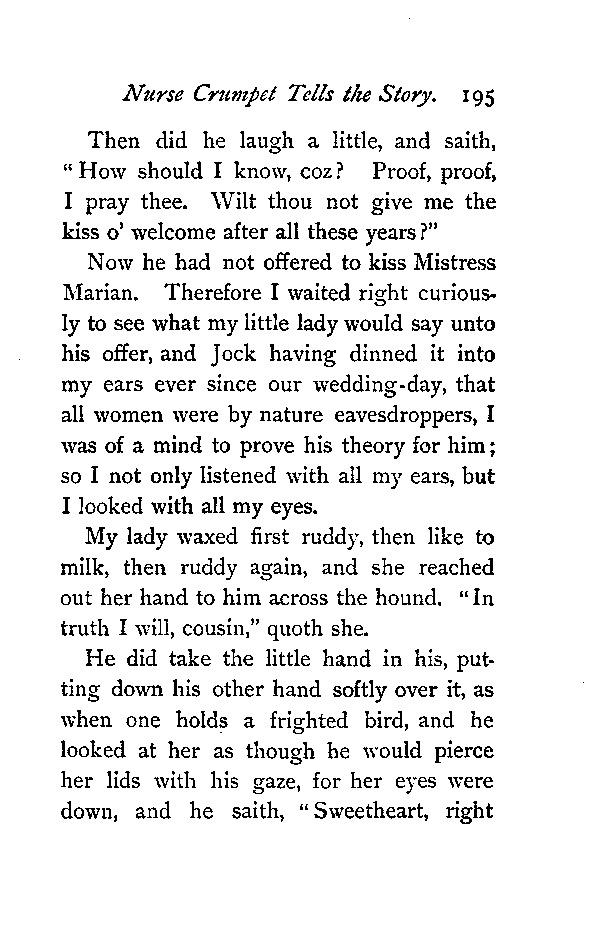 Nurse Crumpet Tells the Story. 195
Then did he laugh a little, and saith,
"How should I know, coz? Proof, proof,
I pray thee. Wilt thou not give me the
kiss o' welcome after all these years?"
Now he had not offered to kiss Mistress
Marian. Therefore I waited right curious-
ly to see what my little lady would say unto
his offer, and Jock having dinned it into
my ears ever since our wedding-day, that
all women were by nature eavesdroppers, I
was of a mind to prove his theory for him;
so I not only listened with all my ears, but
I looked with all my eyes.
My lady waxed first ruddy, then like to
milk, then ruddy again, and she reached
out her hand to him across the hound. "In
truth I will, cousin," quoth she.
He did take the little hand in his, put-
ting down his other hand softly over it, as
when one holds a frighted bird, and he
looked at her as though he would pierce
her lids with his gaze, for her eyes were
down, and he saith, "Sweetheart, right